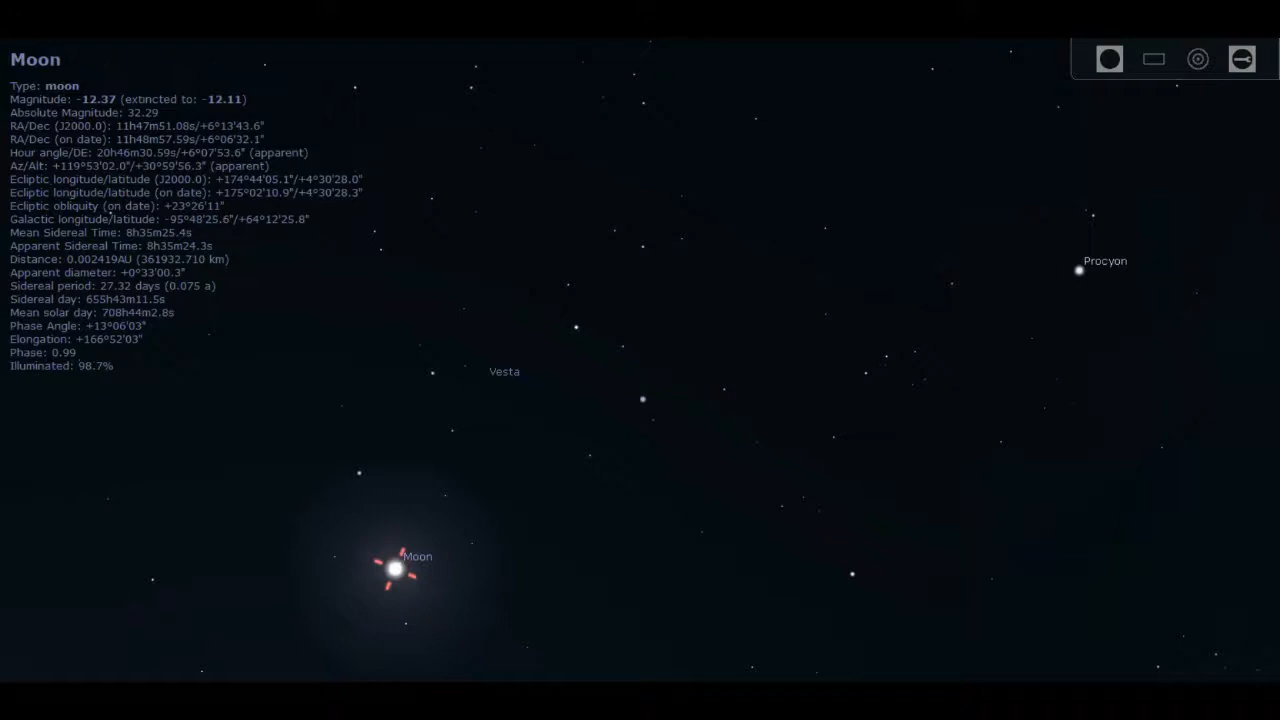 Moon
Type: moon
Magnitude: -12.37 (extincted to: -12.11)
Absolute Magnitude: 32.29
RA/Dec (J2000.0): 11h47m51.08s/+6°13'43.6"
RA/Dec (on date): 11h48m57.59s/+6°06'32.1"
Hour angle/DE: 20h46m30.59s/+6°07'53.6" (apparent)
Az/Alt: +119°53'02.0"/+30°59'56.3" (apparent)
Ecliptic longitude/latitude (J2000.0): +174°44'05.1"/+4°30'28.0"
Ecliptic longitude/latitude (on date): +175°02'10.9"/+4°30'28.3"
Ecliptic obliquity (on date): +23°26'11"
Galactic longitude/latitude: -95°48'25.6"/+64°12'25.8"
Mean Sidereal Time: 8h35m25.4s
Apparent Sidereal Time: 8h35m24.3s
Distance: 0.002419AU (361932.710 km)
Apparent diameter: +0°33'00.3"
Sidereal period: 27.32 days (0.075 a)
Sidereal day: 655h43m11.5s
Mean solar day: 708h44m2.8s
Phase Angle: +13°06'03"
Elongation: +166°52'03"
Phase: 0.99
Illuminated: 98.7%
Procyon
Vesta
Moon